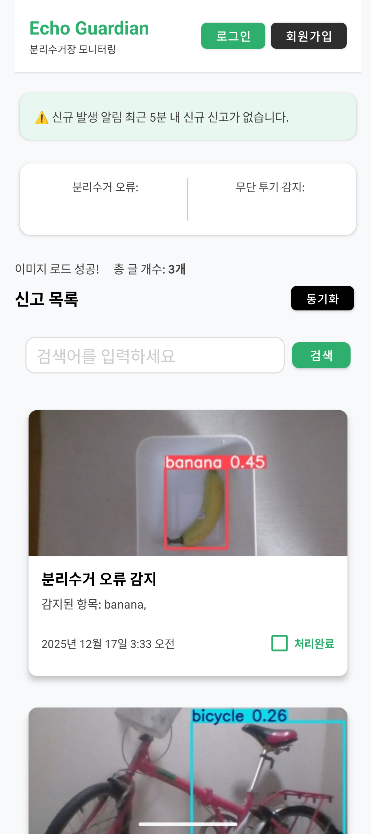 Echo Guardian
분리수거장 모니터링
로그인
회원가입
⚠️ 신규 발생 알림 최근 5분 내 신규 신고가 없습니다.
분리수거 오류:
무단 투기 감지:
이미지 로드 성공! 총 글 개수: 3개
신고 목록
동기화
검색어를 입력하세요
검색
banana 0.45
분리수거 오류 감지
감지된 항목: banana,
2025년 12월 17일 3:33 오전
처리완료
bicycle 0.26